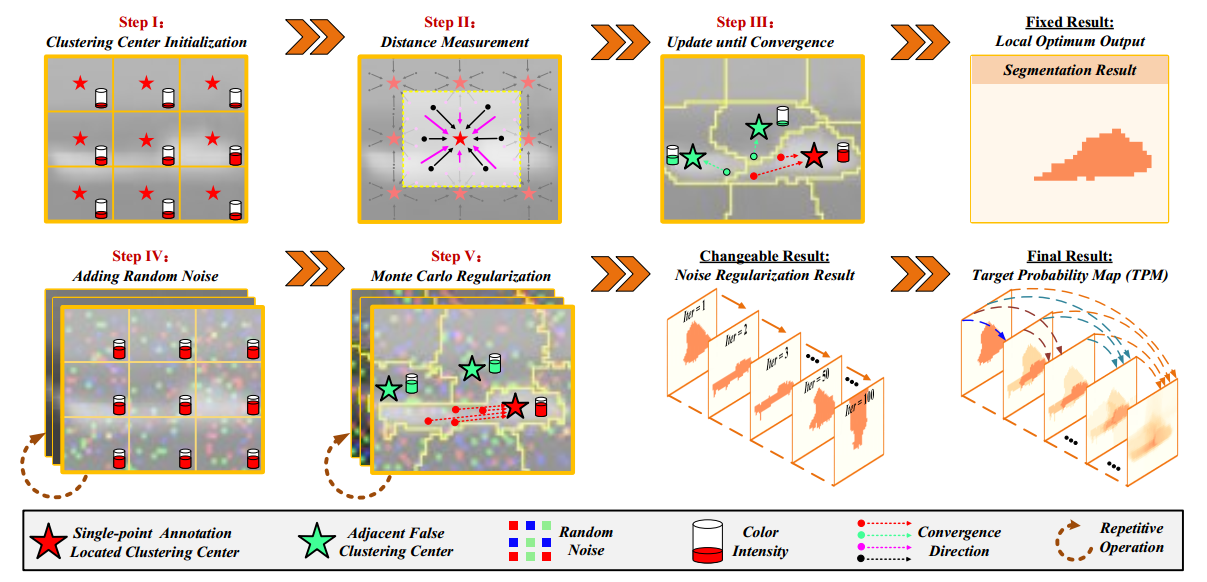 Step I:
Clustering Center Initialization
Step II:
Distance Measurement
Step III:
Update until Convergence
Fixed Result:
Local Optimum Output
Segmentation Result
Step IV:
Adding Random Noise
Step V:
Monte Carlo Regularization
Changeable Result:
Noise Regularization Result
Final Result:
Target Probability Map (TPM)
Iter = 1
Iter = 2
Iter = 3
Iter = 50
Iter = 100
Single-point Annotation
Located Clustering Center
Adjacent False
Clustering Center
Random
Noise
Color
Intensity
Convergence
Direction
Repetitive
Operation